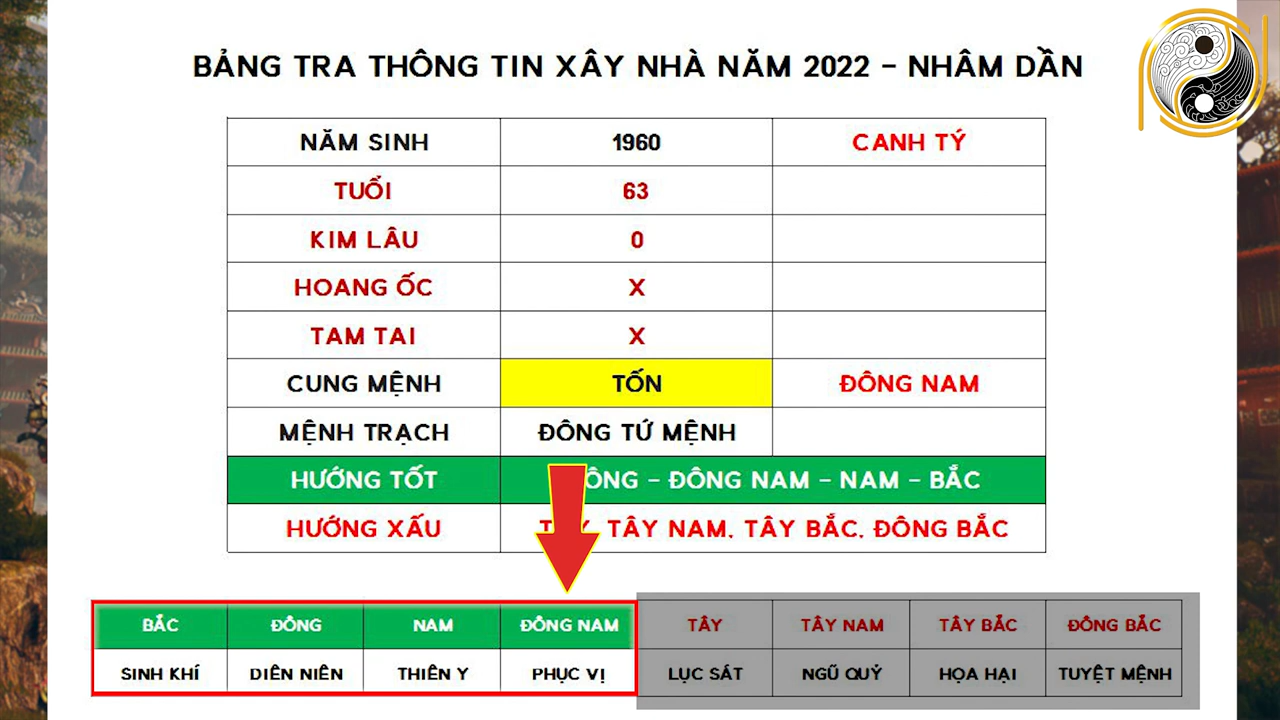 BẢNG TRA THÔNG TIN XÂY NHÀ NĂM 2022 - NHÂM DẦN
NĂM SINH 1960 CANH TÝ
TUỔI 63
KIM LÂU 0
HOANG ỐC X
TAM TAI X
CUNG MỆNH TỐN ĐÔNG NAM
MỆNH TRẠCH ĐÔNG TỨ MỆNH
HƯỚNG TỐT - ĐÔNG NAM - NAM - BẮC
HƯỚNG XẤU TÂY NAM, TÂY BẮC, ĐÔNG BẮC
BẮC ĐÔNG NAM ĐÔNG NAM TÂY TÂY NAM TÂY BẮC ĐÔNG BẮC
SINH KHÍ DIÊN NIÊN THIÊN Y PHỤC VỊ LỤC SÁT NGŨ QUỶ HỌA HẠI TUYỆT MỆNH